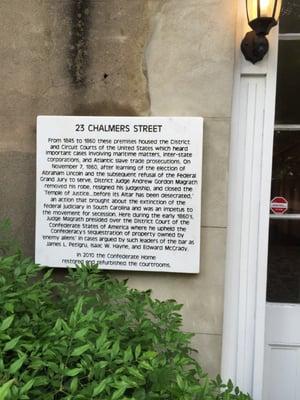 23 CHALMERS STREET
From 1845 to 1860 these premises housed the District
and Circuit Courts of the United States which heard
important cases involving maritime matters, inter-state
corporations, and Atlantic slave trade prosecutions. On
November 7, 1860, after learning of the election of
Abraham Lincoln and the subsequent refusal of the Federal
Grand Jury to serve, District Judge Andrew Gordon Magrath
removed his robe, resigned his judgeship, and closed the
'Temple of Justice...before its Altar has been desecrated,'
an action that brought about the extinction of the
federal judiciary in South Carolina and was an impetus to
the movement for secession. Here during the early 1860's,
Judge Magrath presided over the District Court of the
Confederate States of America where he upheld the
Confederacy's sequestration of property owned by
'enemy aliens' in cases argued by such leaders of the bar as
James L. Petigru, Isaac W. Hayne, and Edward McCrady.
In 2010 the Confederate Home
restored and refurbished the courtrooms.